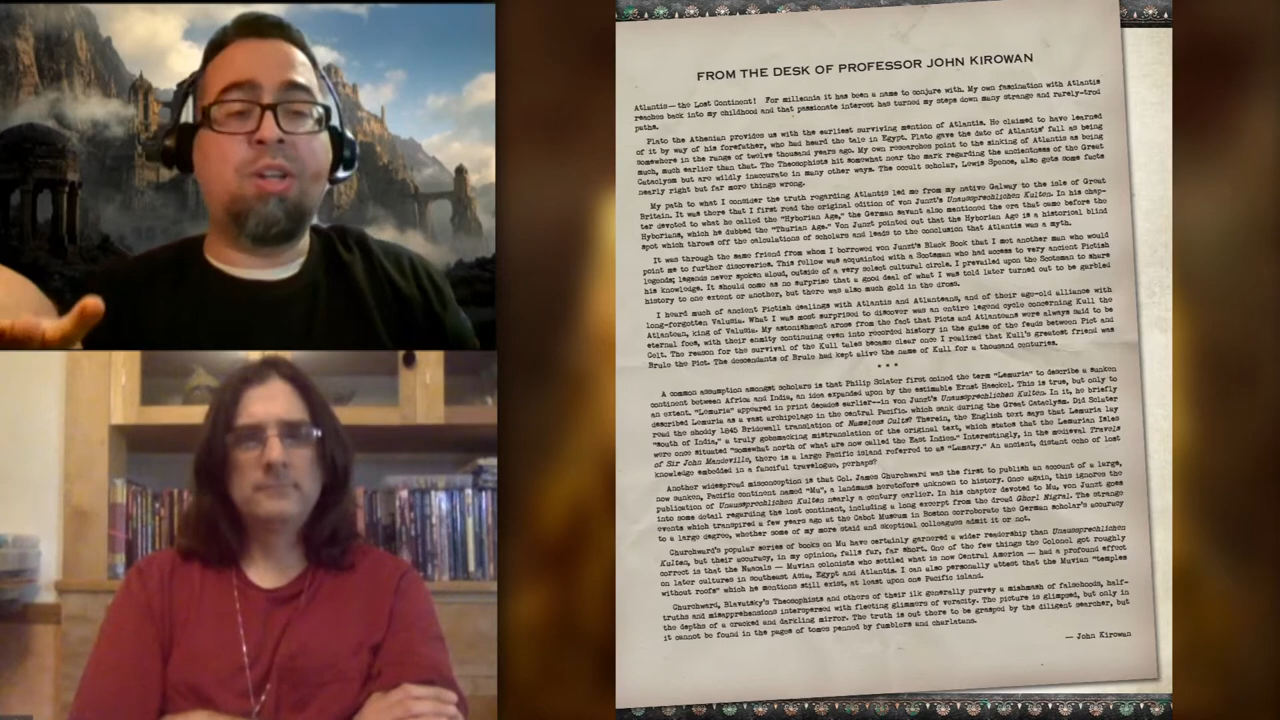 FROM THE DESK OF PROFESSOR JOHN KIROWAN
Atlantis—the Lost Continent! For millennia it has been a name to conjure with. My own fascination with Atlantis
reaches back into my childhood and that passionate interest has turned my steps down many strange and rarely-trod
paths.
Plato the Athenian provides us with the earliest surviving mention of Atlantis. He claimed to have learned
of it by way of his forefather, who had heard the tale in Egypt. Plato gave the date of Atlantis' fall as being
somewhere in the range of twelve thousand years ago. My own researches point to the sinking of Atlantis as being
much, much earlier than that. The Theosophists hit somewhat near the mark regarding the ancientness of the Great
Cataclysm but are wildly inaccurate in many other ways. The occult scholar, Lewis Spence, also gets some facts
nearly right but far more things wrong.
My path to what I consider the truth regarding Atlantis led me from my native Galway to the isle of Great
Britain. It was there that I first read the original edition of von Junzt's Unaussprechlichen Kulten. In his chap-
ter devoted to what he called the "Hyborian Age," the German savant also mentioned the era that came before the
Hyborians, which he dubbed the "Thurian Age." Von Junzt pointed out that the Hyborian Age is a historical blind
spot which throws off the calculations of scholars and leads to the conclusion that Atlantis was a myth.
It was through the same friend from whom I borrowed von Junzt's Black Book that I met another man who would
point me to further discoveries. This fellow was acquainted with a Scotsman who had access to very ancient Pictish
legends; legends never spoken aloud, outside of a very select cultural circle. I prevailed upon the Scotsman to share
his knowledge. It should come as no surprise that a good deal of what I was told later turned out to be garbled
history to one extent or another, but there was also much gold in the dross.
I heard much of ancient Pictish dealings with Atlantis and Atlanteans, and of their age-old alliance with
long-forgotten Valusia. What I was most surprised to discover was an entire legend cycle concerning Kull the
Atlantean, king of Valusia. My astonishment arose from the fact that Picts and Atlanteans were always said to be
eternal foes, with their enmity continuing even into recorded history in the guise of the feuds between Pict and
Celt. The reason for the survival of the Kull tales became clear once I realized that Kull's greatest friend was
Brule the Pict. The descendants of Brule had kept alive the name of Kull for a thousand centuries.
* * *
A common assumption amongst scholars is that Philip Sclater first coined the term "Lemuria" to describe a sunken
continent between Africa and India, an idea expanded upon by the estimable Ernst Haeckel. This is true, but only to
an extent. "Lemuria" appeared in print decades earlier—in von Junzt's Unaussprechlichen Kulten. In it, he briefly
described Lemuria as a vast archipelago in the central Pacific. which sank during the Great Cataclysm. Did Sclater
read the shoddy 1845 Bridewall translation of Nameless Cults? Therein, the English text says that Lemuria lay
"south of India," a truly gobsmacking mistranslation of the original text, which states that the Lemurian Isles
were once situated "somewhat north of what are now called the East Indies." Interestingly, in the medieval Travels
of Sir John Mandeville, there is a large Pacific island referred to as "Lamary." An ancient, distant echo of lost
knowledge embedded in a fanciful travelogue, perhaps?
Another widespread misconception is that Col. James Churchward was the first to publish an account of a large,
now sunken, Pacific continent named "Mu", a landmass heretofore unknown to history. Once again, this ignores the
publication of Unaussprechlichen Kulten nearly a century earlier. In his chapter devoted to Mu, von Junzt goes
into some detail regarding the lost continent, including a long excerpt from the dread Ghorl Nigral. The strange
events which transpired a few years ago at the Cabot Museum in Boston corroborate the German scholar's accuracy
to a large degree, whether some of my more staid and skeptical colleagues admit it or not.
Churchward's popular series of books on Mu have certainly garnered a wider readership than Unaussprechlichen
Kulten, but their accuracy, in my opinion, falls far, far short. One of the few things the Colonel got roughly
correct is that the Naacals — Muvian colonists who settled what is now Central America — had a profound effect
on later cultures in southeast Asia, Egypt and Atlantis. I can also personally attest that the Muvian "temples
without roofs" which he mentions still exist, at least upon one Pacific island.
Churchward, Blavatsky's Theosophists and others of their ilk generally purvey a mishmash of falsehoods, half-
truths and misapprehensions interspersed with fleeting glimmers of veracity. The picture is glimpsed, but only in
the depths of a cracked and darkling mirror. The truth is out there to be grasped by the diligent searcher, but
it cannot be found in the pages of tomes penned by fumblers and charlatans.
— John Kirowan